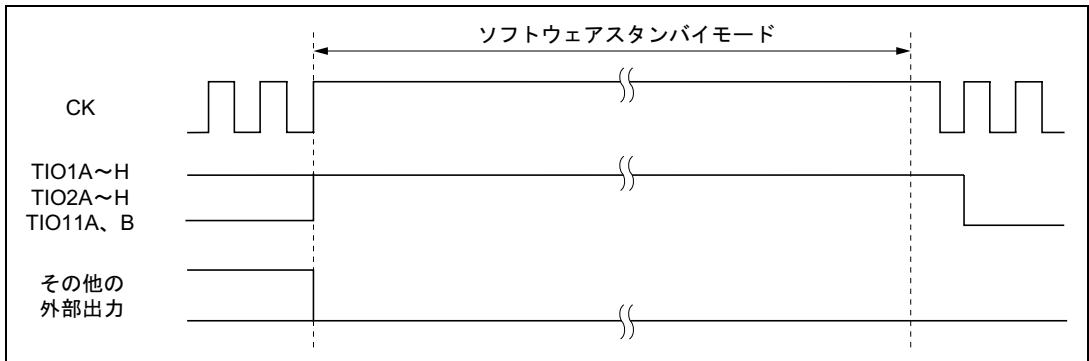 ソフトウェアスタンバイモード
CK
TIO1A～H
TIO2A～H
TIO11A、B
その他の
外部出力